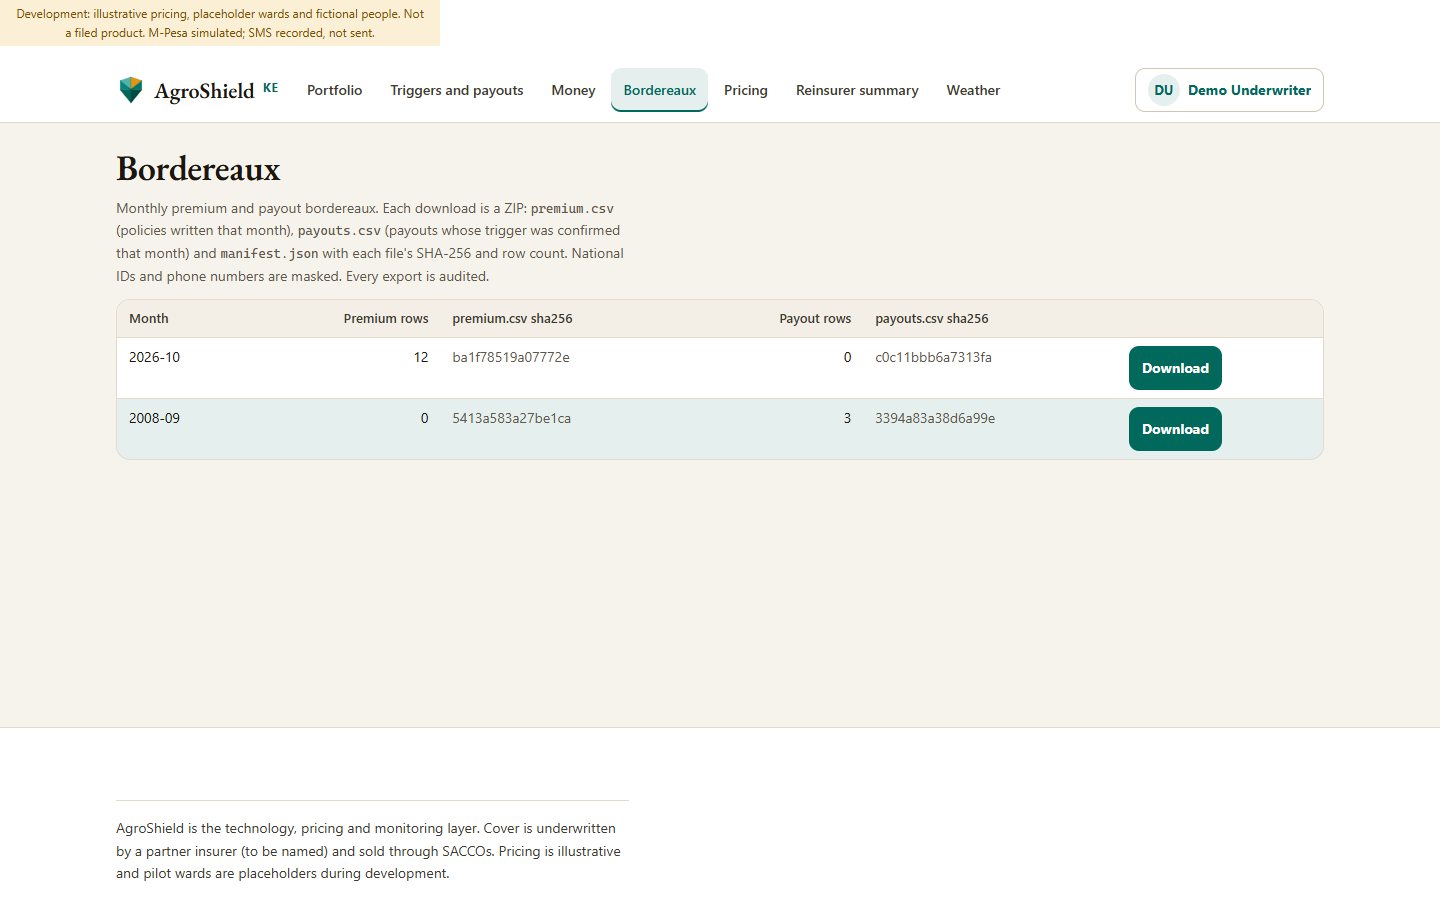 Development: illustrative pricing, placeholder wards and fictional people. Not
a filed product. M-Pesa simulated; SMS recorded, not sent.
AgroShield KE Portfolio Triggers and payouts Money Bordereaux Pricing Reinsurer summary Weather DU Demo Underwriter
Bordereaux
Monthly premium and payout bordereaux. Each download is a ZIP: premium.csv
(policies written that month), payouts.csv (payouts whose trigger was confirmed
that month) and manifest.json with each file's SHA-256 and row count. National
IDs and phone numbers are masked. Every export is audited.
Month Premium rows premium.csv sha256 Payout rows payouts.csv sha256
2026-10 12 ba1f78519a07772e 0 c0c11bbb6a7313fa Download
2008-09 0 5413a583a27be1ca 3 3394a83a38d6a99e Download
AgroShield is the technology, pricing and monitoring layer. Cover is underwritten
by a partner insurer (to be named) and sold through SACCOs. Pricing is illustrative
and pilot wards are placeholders during development.